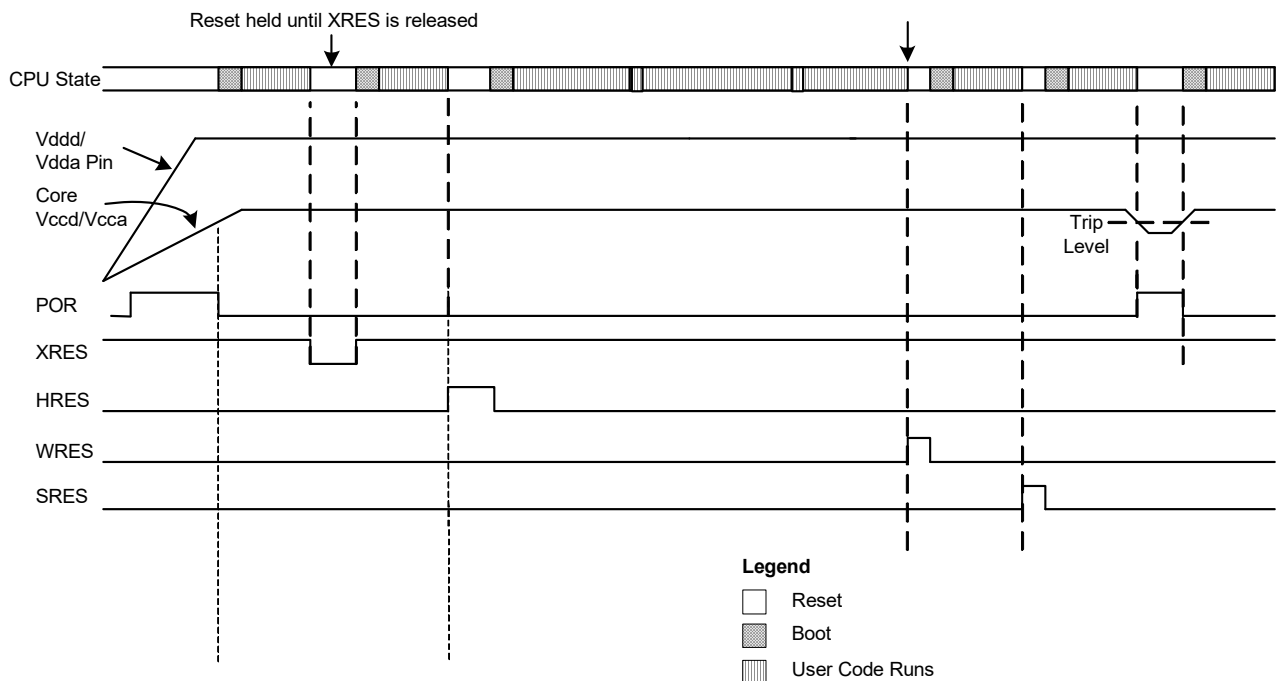 Reset held until XRES is released
CPU State
Vddd/
Vdda Pin
Core
Vccd/Vcca
Trip
Level
POR
XRES
HRES
WRES
SRES
Legend
Reset
Boot
User Code Runs